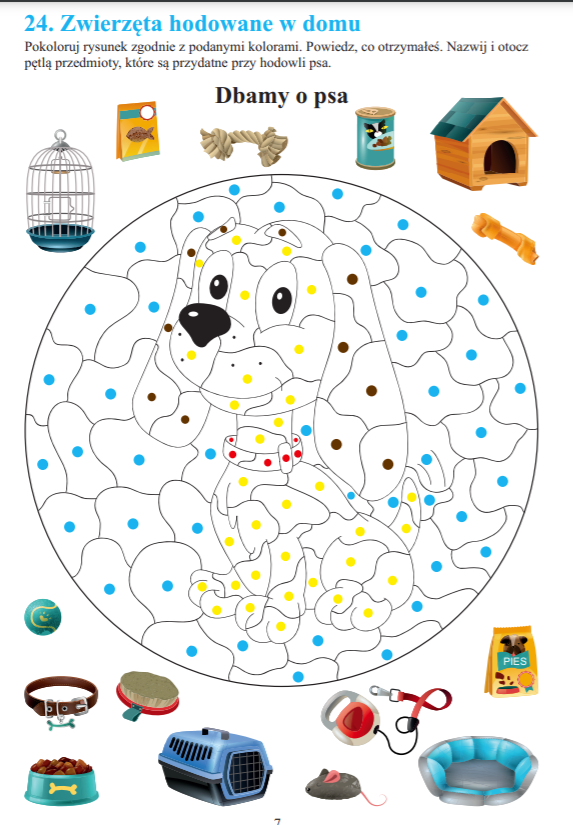 24. Zwierzęta hodowane w domu
Pokoloruj rysunek zgodnie z podanymi kolorami. Powiedz, co otrzymałeś. Nazwij i otocz
pętlą przedmioty, które są przydatne przy hodowli psa.
Dbamy o psa
PIES
7